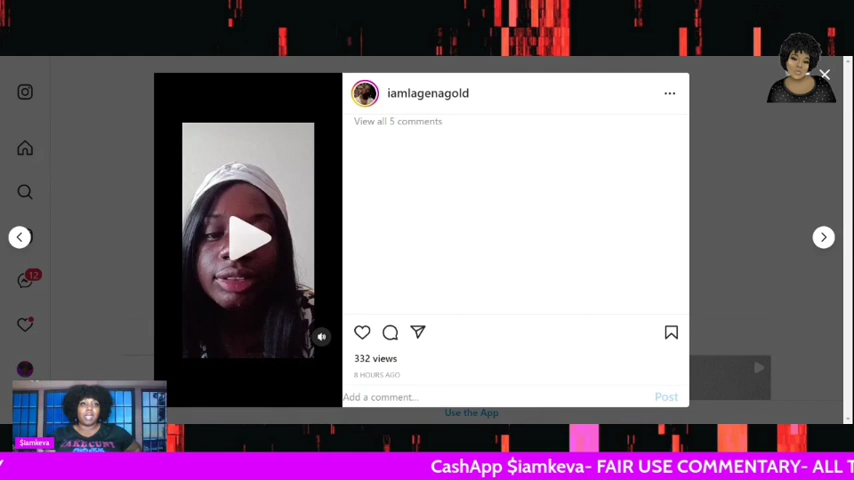 iamlagenagold
View all 5 comments
12
332 views
8 HOURS AGO
Add a comment...
Post
Use the App
$iamkeva
Y
CashApp $iamkeva- FAIR USE COMMENTARY- ALL T